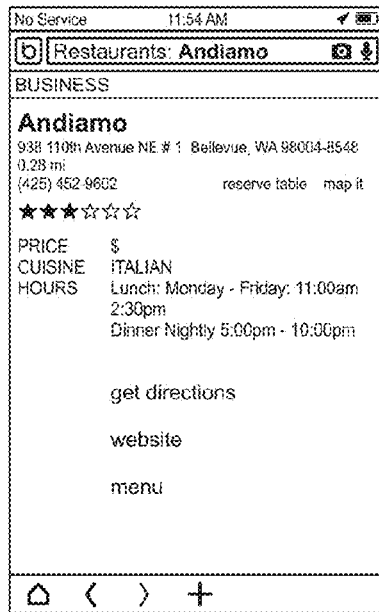 No Service 11:54 AM
b Restaurants: Andiamo
BUSINESS
Andiamo
938 110th Avenue NE # 1 Bellevue, WA 98004-8548
0.28 mi
(425) 452-9602 reserve table map it
PRICE $
CUISINE ITALIAN
HOURS Lunch: Monday - Friday: 11:00am
2:30pm
Dinner Nightly 5:00pm - 10:00pm
get directions
website
menu